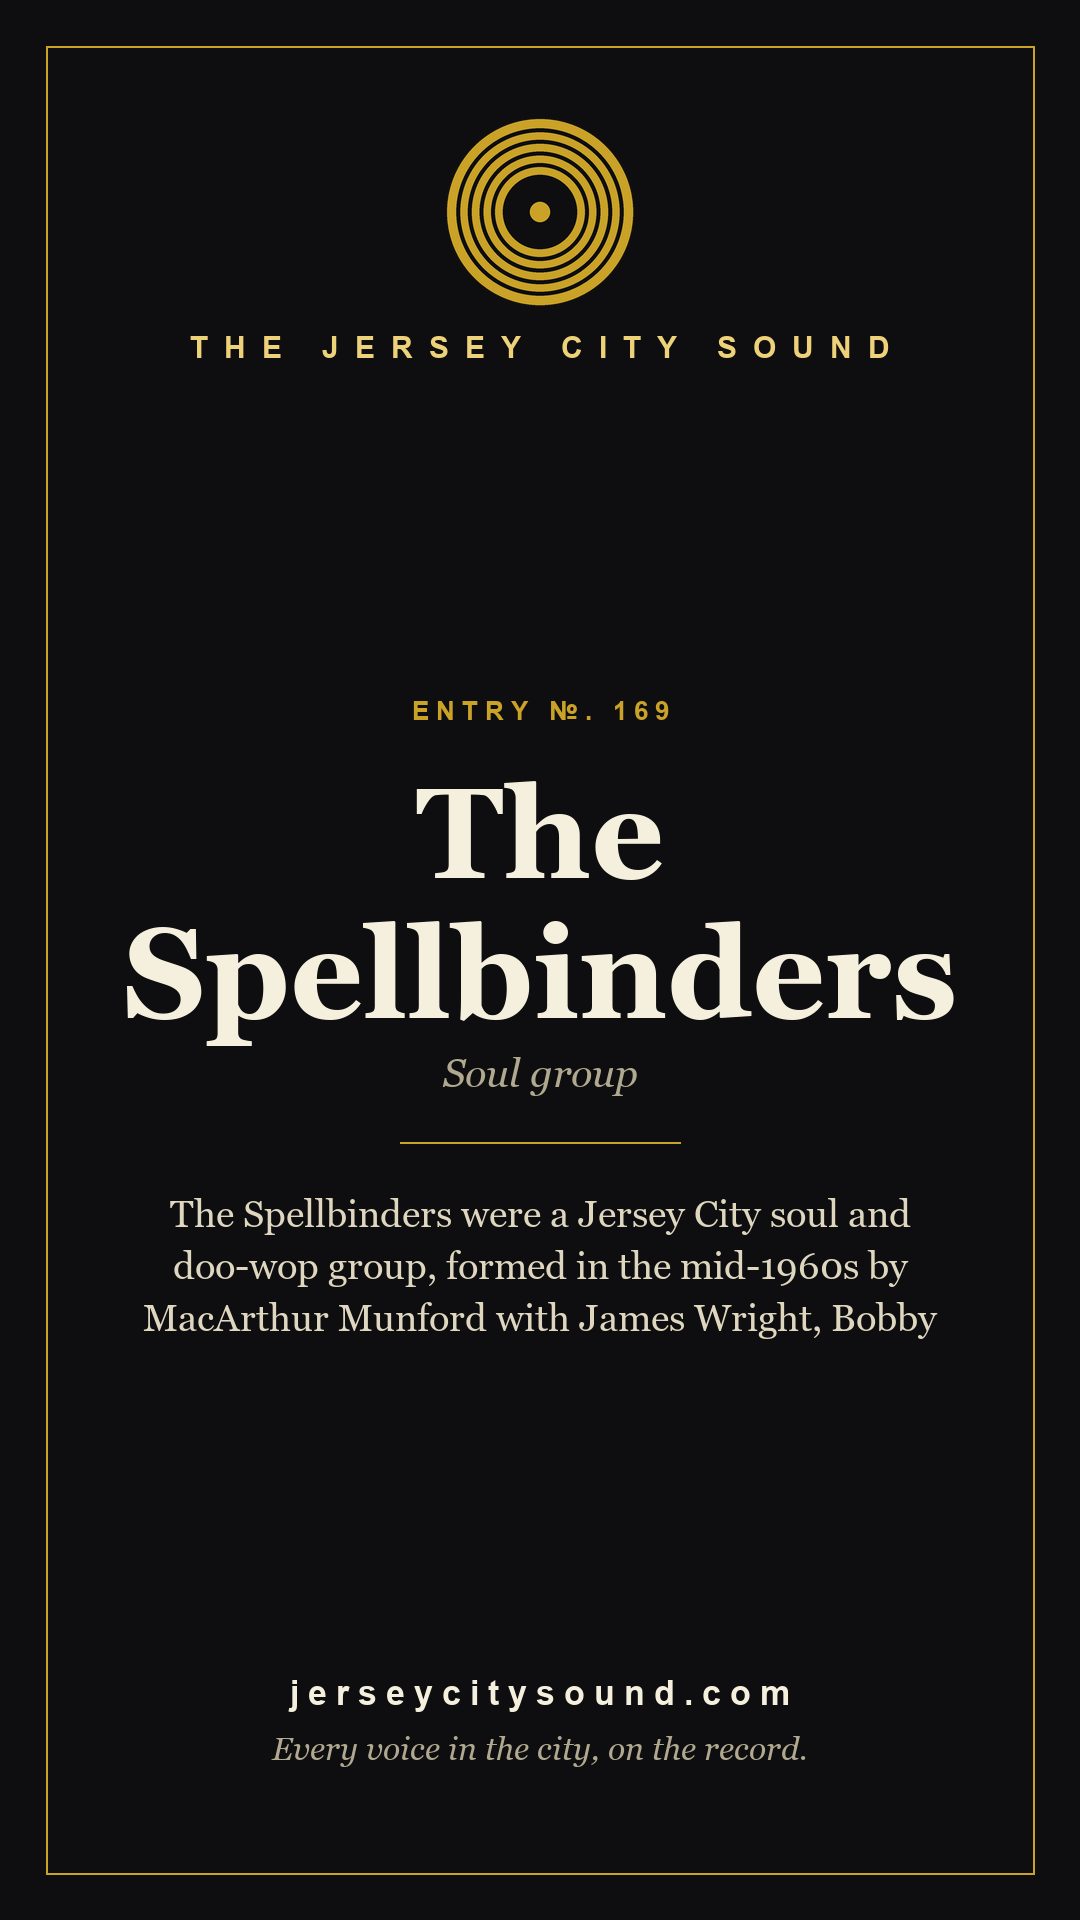 THE JERSEY CITY SOUND
ENTRY №. 169
The
Spellbinders
Soul group
The Spellbinders were a Jersey City soul and
doo-wop group, formed in the mid-1960s by
MacArthur Munford with James Wright, Bobby
jerseycitysound.com
Every voice in the city, on the record.